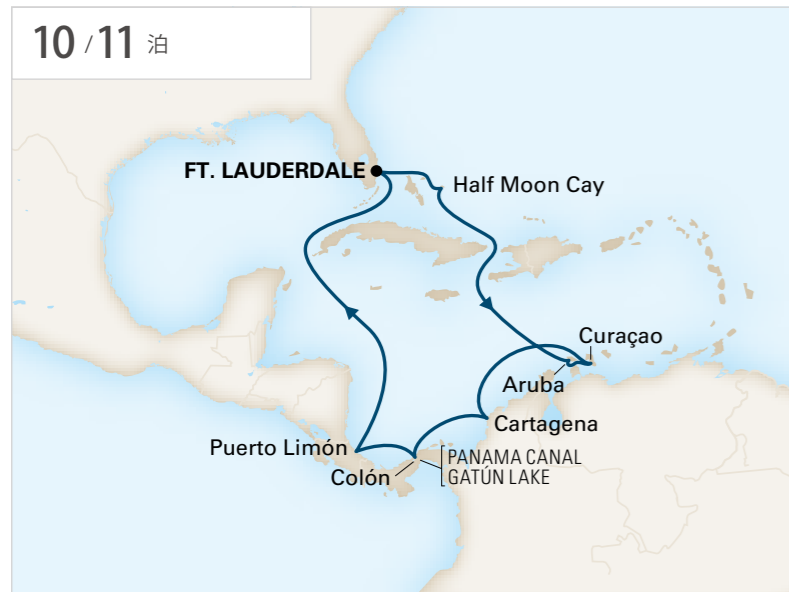 10 / 11 泊
FT. LAUDERDALE
Half Moon Cay
Curaçao
Aruba
Cartagena
Puerto Limón
Colón
PANAMA CANAL
GATÚN LAKE